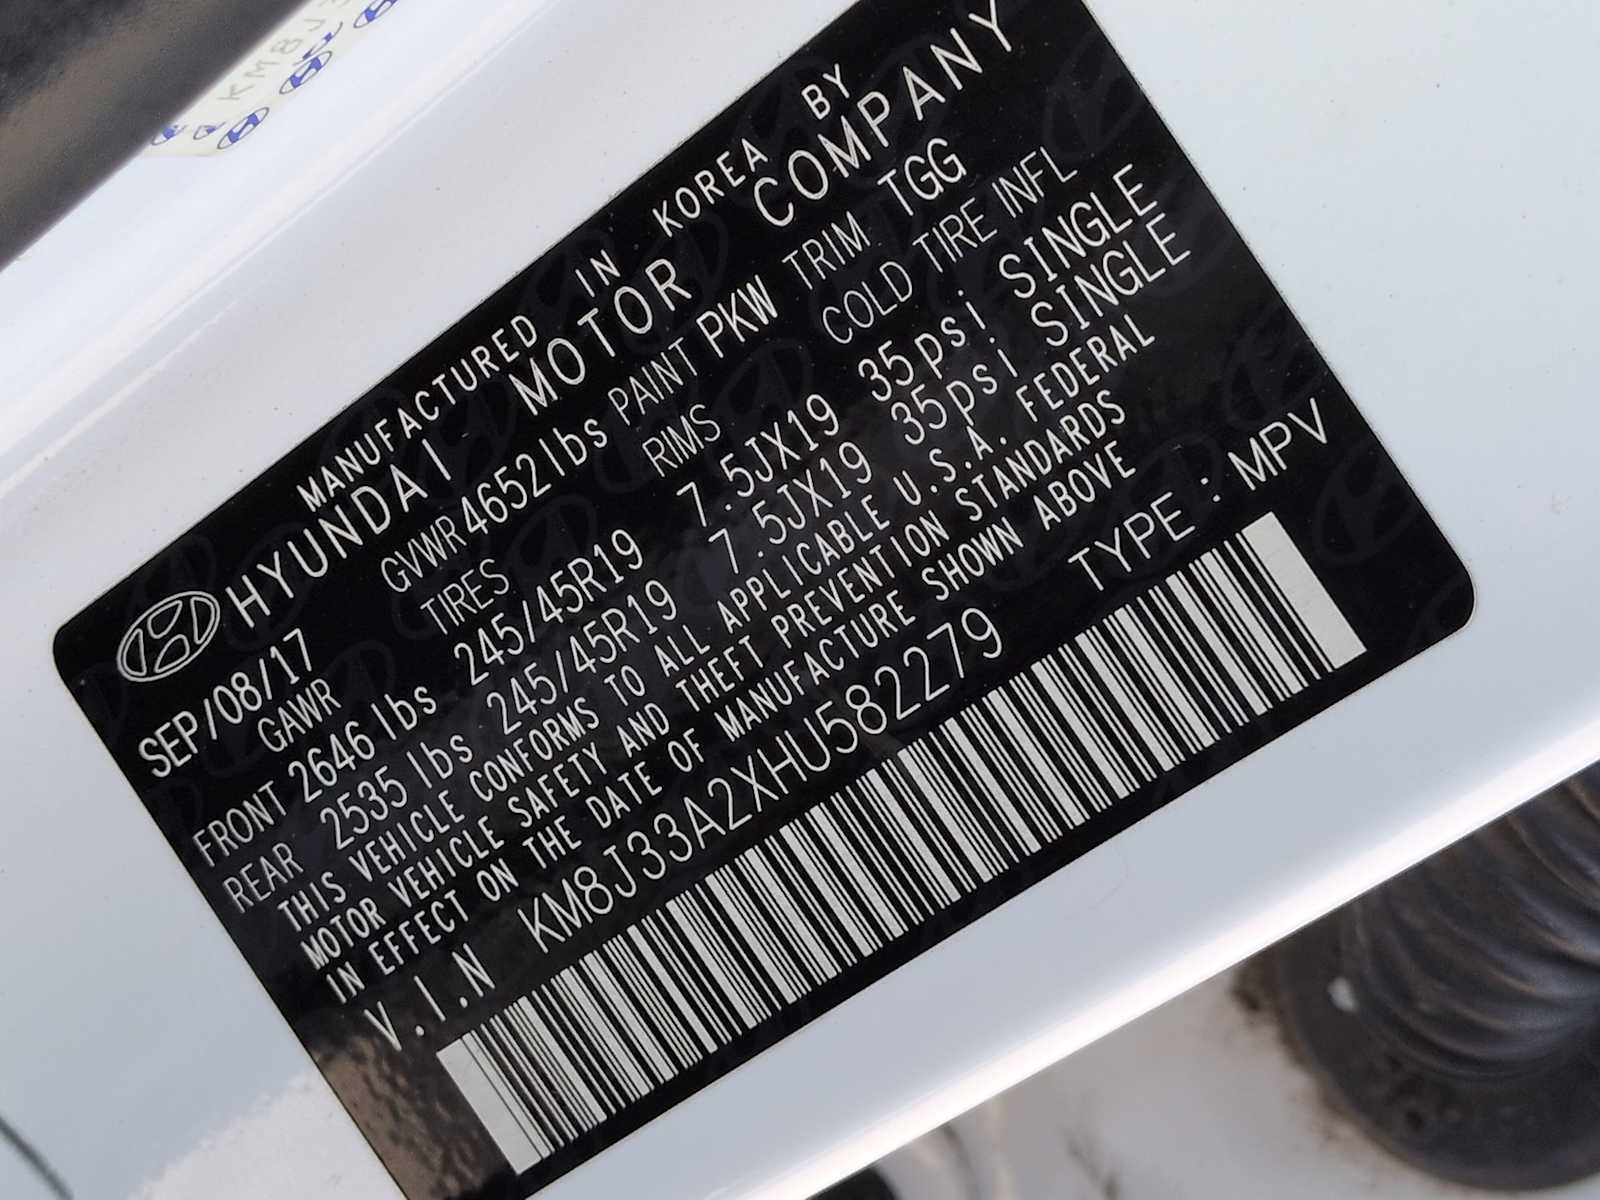 KM8J3
MANUFACTURED IN KOREA BY
HYUNDAI MOTOR COMPANY
SEP/08/17 GVWR 4652lbs PAINT PKW TRIM TGG
GAWR TIRES RIMS COLD TIRE INFL
FRONT 2646lbs 245/45R19 7.5JX19 35psi SINGLE
REAR 2535lbs 245/45R19 7.5JX19 35psi SINGLE
THIS VEHICLE CONFORMS TO ALL APPLICABLE U.S.A. FEDERAL
MOTOR VEHICLE SAFETY AND THEFT PREVENTION STANDARDS
IN EFFECT ON THE DATE OF MANUFACTURE SHOWN ABOVE
V.I.N KM8J33A2XHU582279 TYPE : MPV